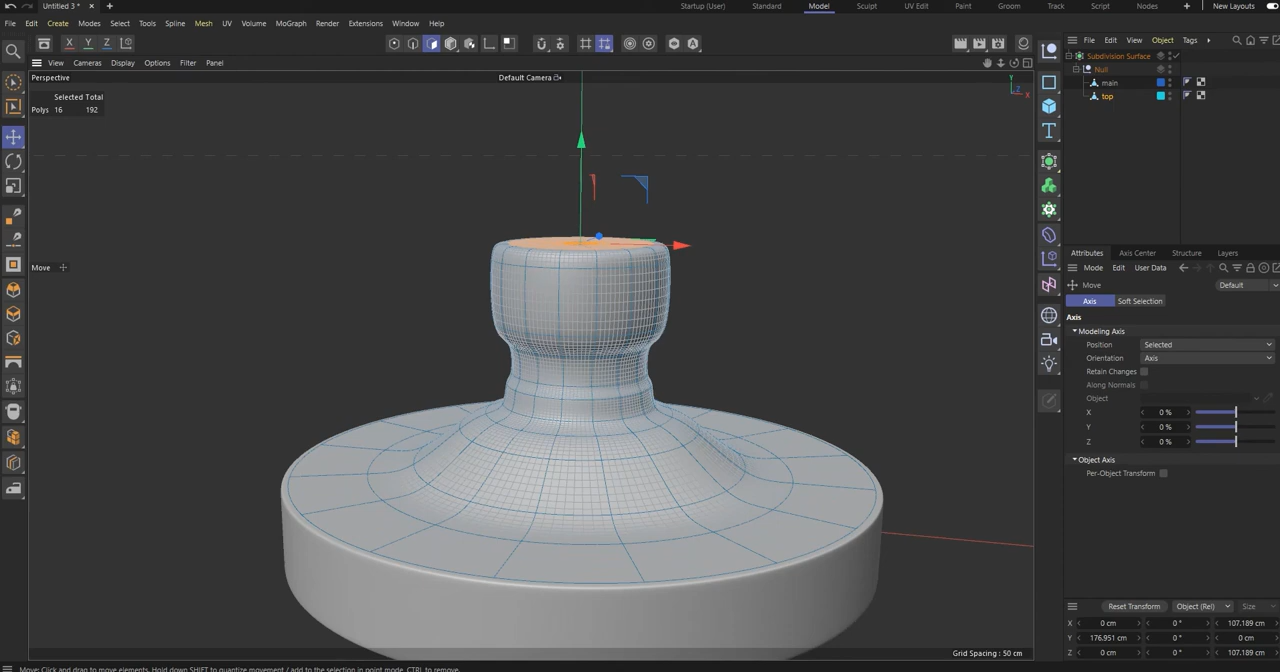 Untitled 3 *
Startup (User) Standard Model Sculpt UV Edit Paint Groom Track Script Nodes New Layouts
File Edit Create Modes Select Tools Spline Mesh UV Volume MoGraph Render Extensions Window Help
X Y Z
View Cameras Display Options Filter Panel
Perspective
Default Camera
Selected Total
Polys 16 192
Move
Y
Z
X
Grid Spacing : 50 cm
File Edit View Object Tags
Subdivision Surface
Null
main
top
Attributes Axis Center Structure Layers
Mode Edit User Data
Move Default
Axis Soft Selection
Axis
Modeling Axis
Position Selected
Orientation Axis
Retain Changes
Along Normals
Object
X 0 %
Y 0 %
Z 0 %
Object Axis
Per-Object Transform
Reset Transform Object (Rel) Size
X 0 cm 0 ° 107.189 cm
Y 176.951 cm 0 ° 0 cm
Z 0 cm 0 ° 107.189 cm
Move: Click and drag to move elements. Hold down SHIFT to quantize movement / add to the selection in point mode, CTRL to remove.